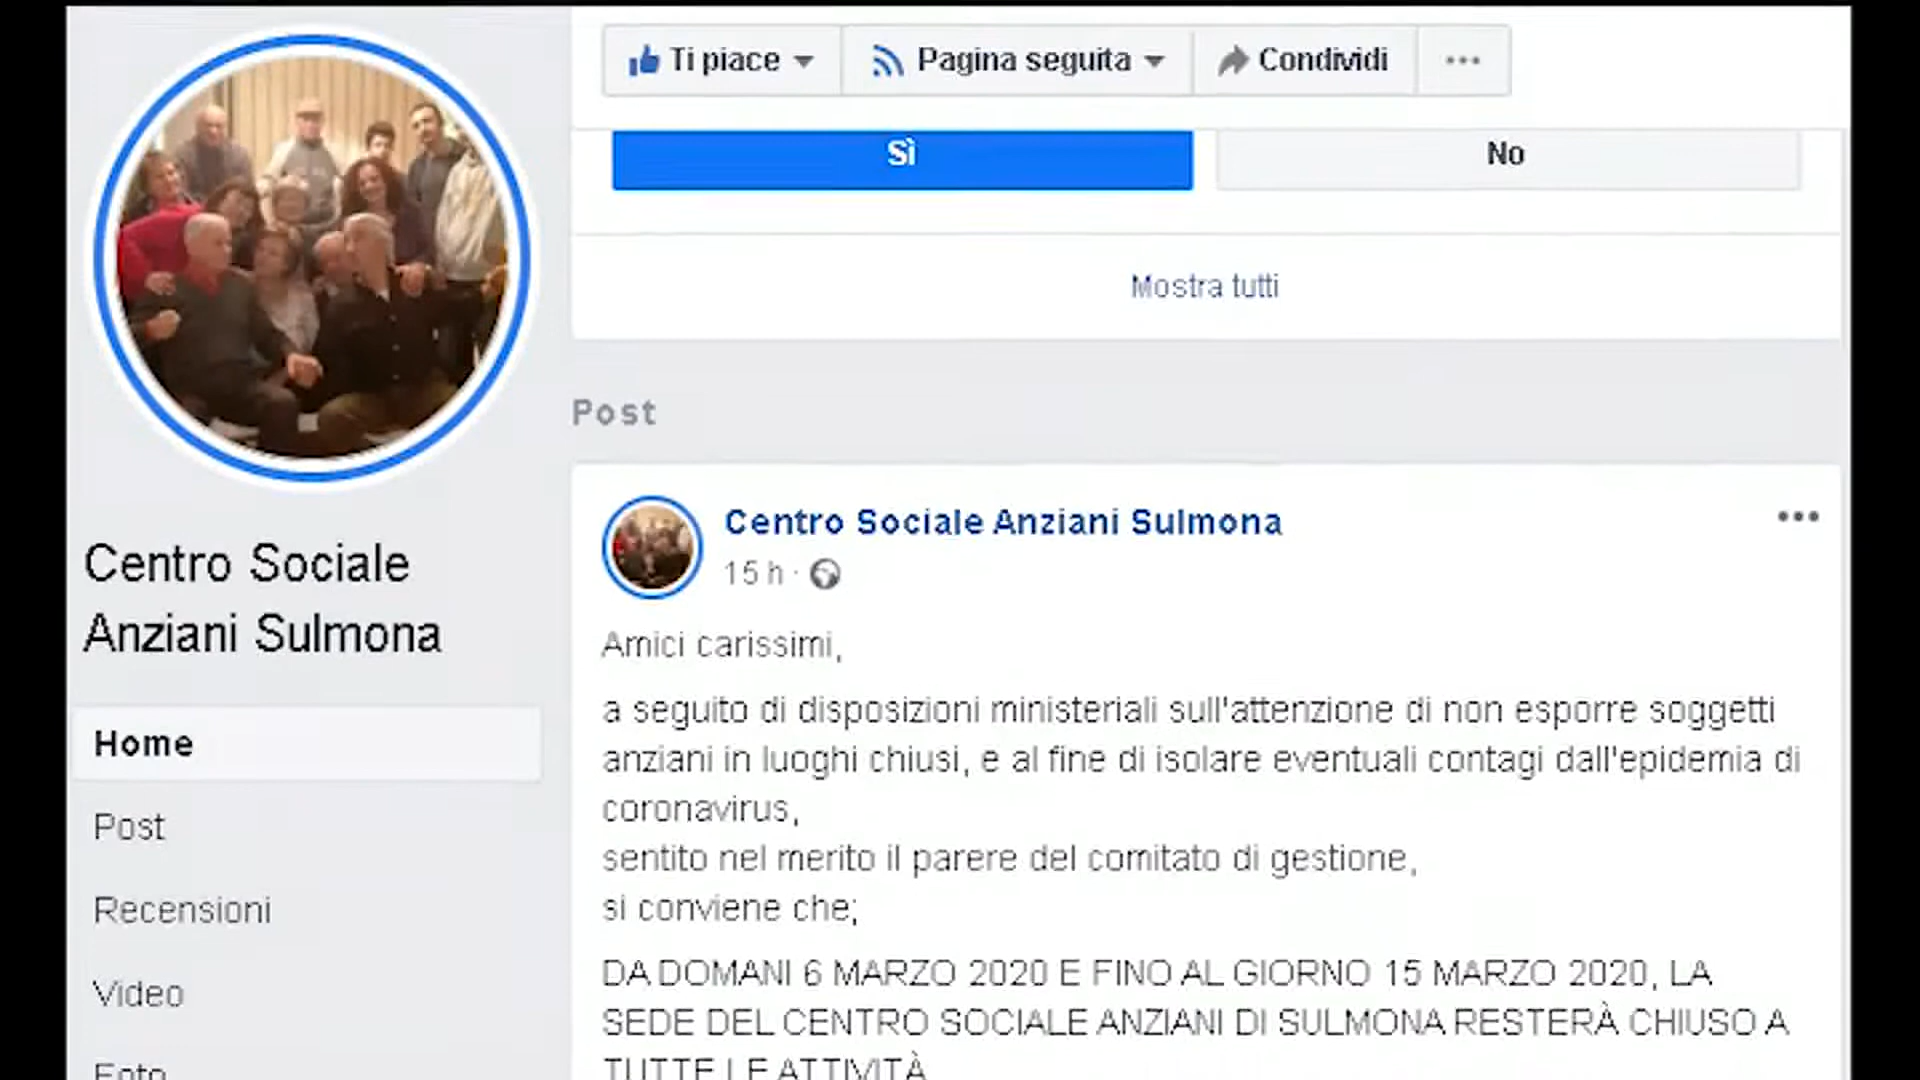 Ti piace
Pagina seguita
Condividi
Sì
No
Mostra tutti
Post
Centro Sociale
Anziani Sulmona
Home
Post
Recensioni
Video
Foto
Centro Sociale Anziani Sulmona
15 h ·
Amici carissimi,
a seguito di disposizioni ministeriali sull'attenzione di non esporre soggetti
anziani in luoghi chiusi, e al fine di isolare eventuali contagi dall'epidemia di
coronavirus,
sentito nel merito il parere del comitato di gestione,
si conviene che;
DA DOMANI 6 MARZO 2020 E FINO AL GIORNO 15 MARZO 2020, LA
SEDE DEL CENTRO SOCIALE ANZIANI DI SULMONA RESTERÀ CHIUSO A
TUTTE LE ATTIVITÀ